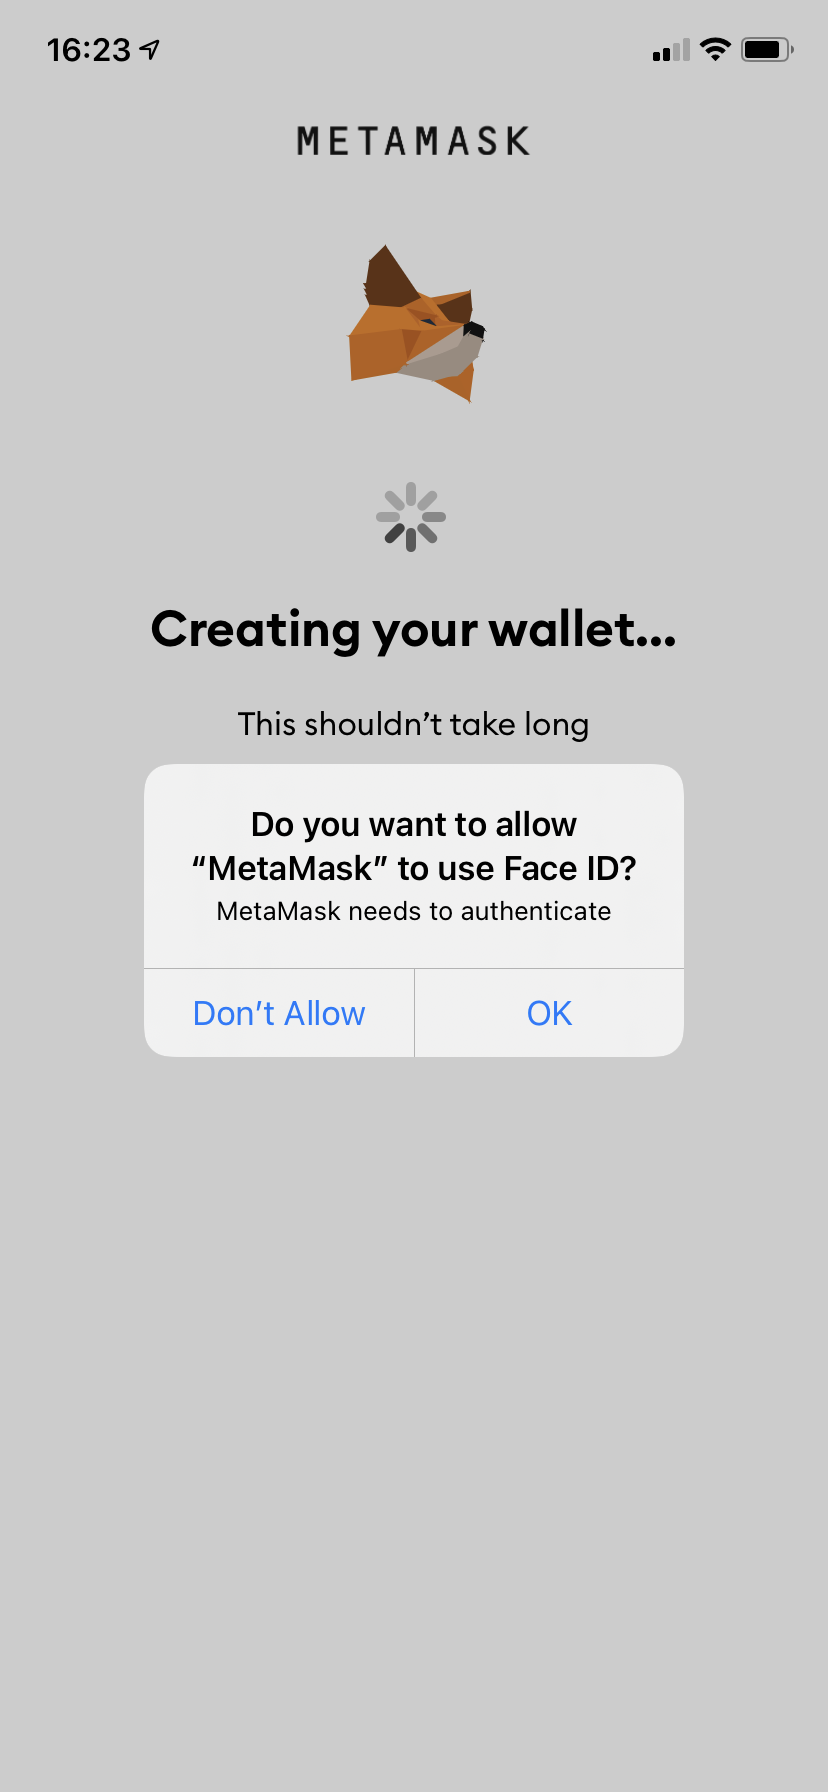 16:23
METAMASK
Creating your wallet...
This shouldn’t take long
Do you want to allow
“MetaMask” to use Face ID?
MetaMask needs to authenticate
Don’t Allow
OK